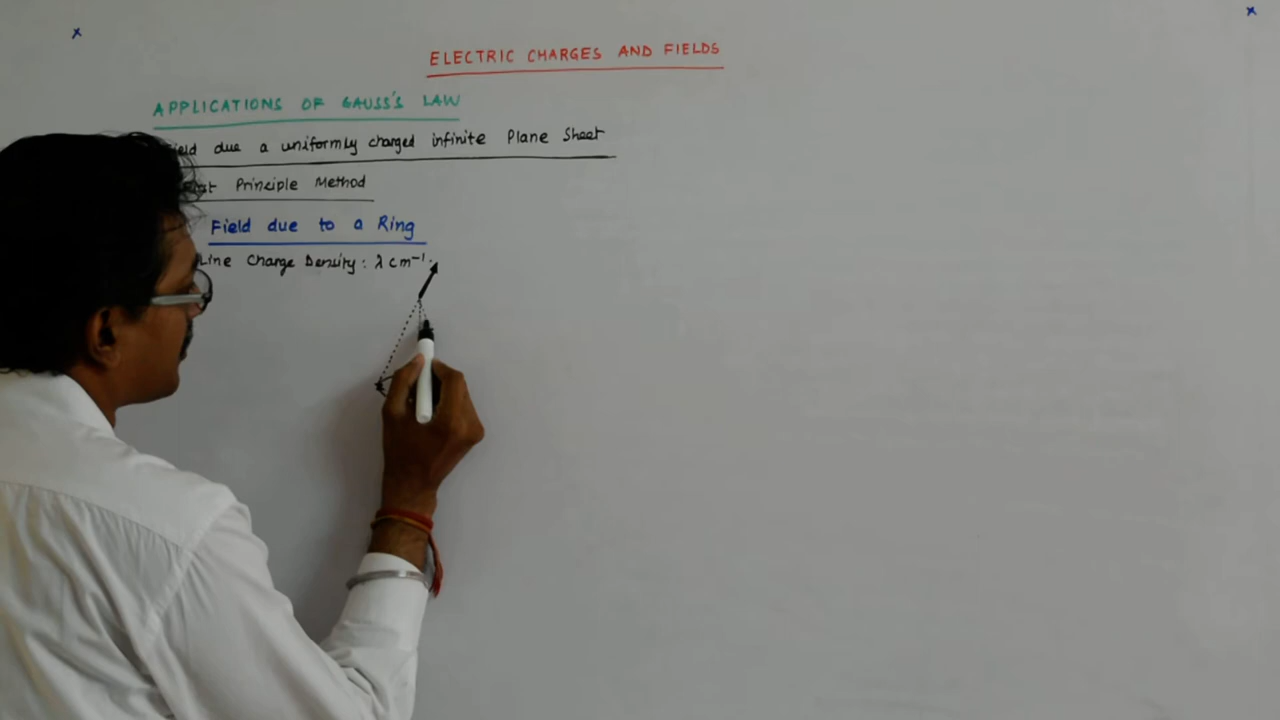 ELECTRIC CHARGES AND FIELDS
APPLICATIONS OF GAUSS'S LAW
due a uniformly charged infinite Plane Sheet
Principle Method
Field due to a Ring
Line Charge Density: λ cm⁻¹.